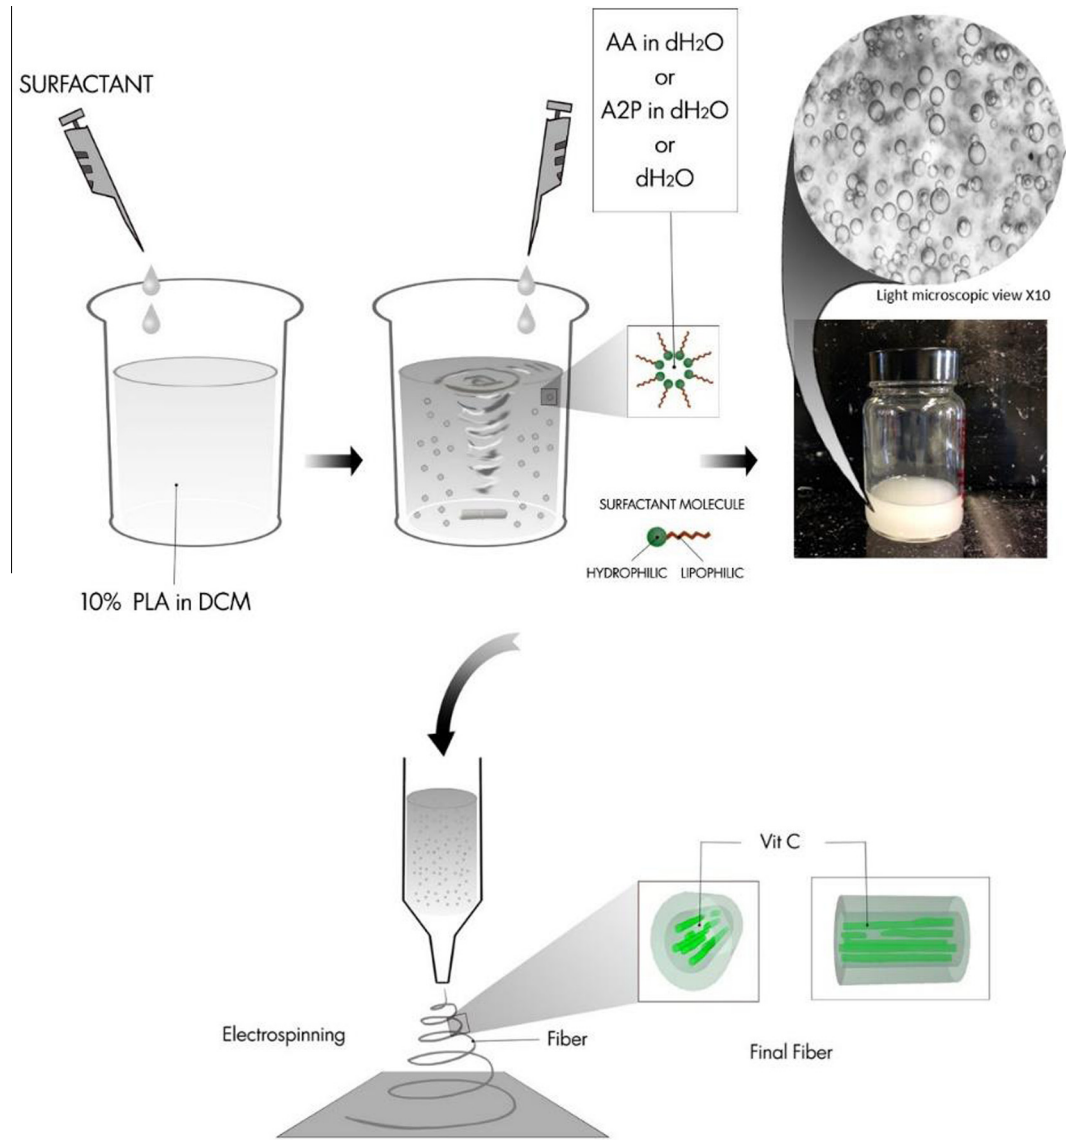 SURFACTANT
AA in dH2O
or
A2P in dH2O
or
dH2O
Light microscopic view X10
SURFACTANT MOLECULE
HYDROPHILIC LIPOPHILIC
10% PLA in DCM
Vit C
Electrospinning
Fiber
Final Fiber